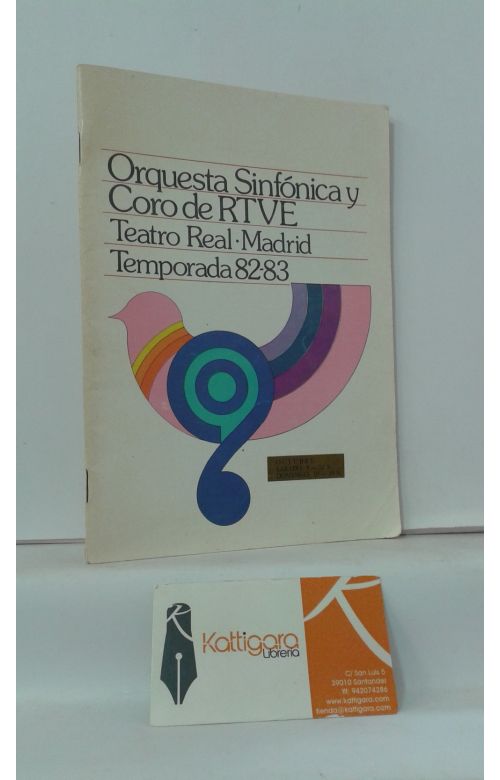 Orquesta Sinfónica y
Coro de RTVE
Teatro Real·Madrid
Temporada 82-83
Kattigara
Librería
C/ San Luis 5
39010 Santander
tf: 942074286
www.kattigara.com
tienda@kattigara.com